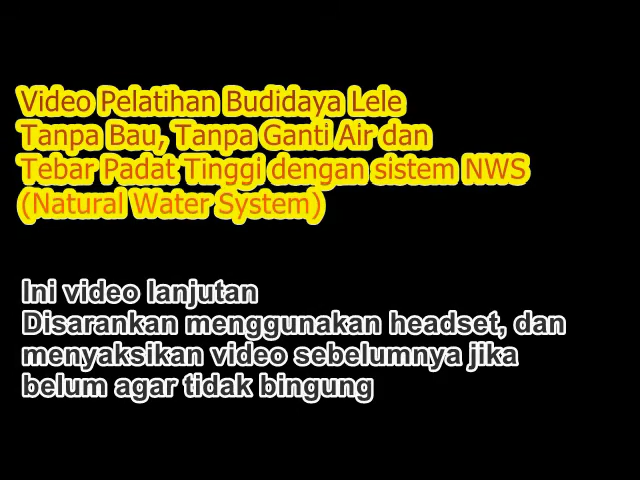 Video Pelatihan Budidaya Lele
Tanpa Bau, Tanpa Ganti Air dan
Tebar Padat Tinggi dengan sistem NWS
(Natural Water System)
Ini video lanjutan
Disarankan menggunakan headset, dan
menyaksikan video sebelumnya jika
belum agar tidak bingung